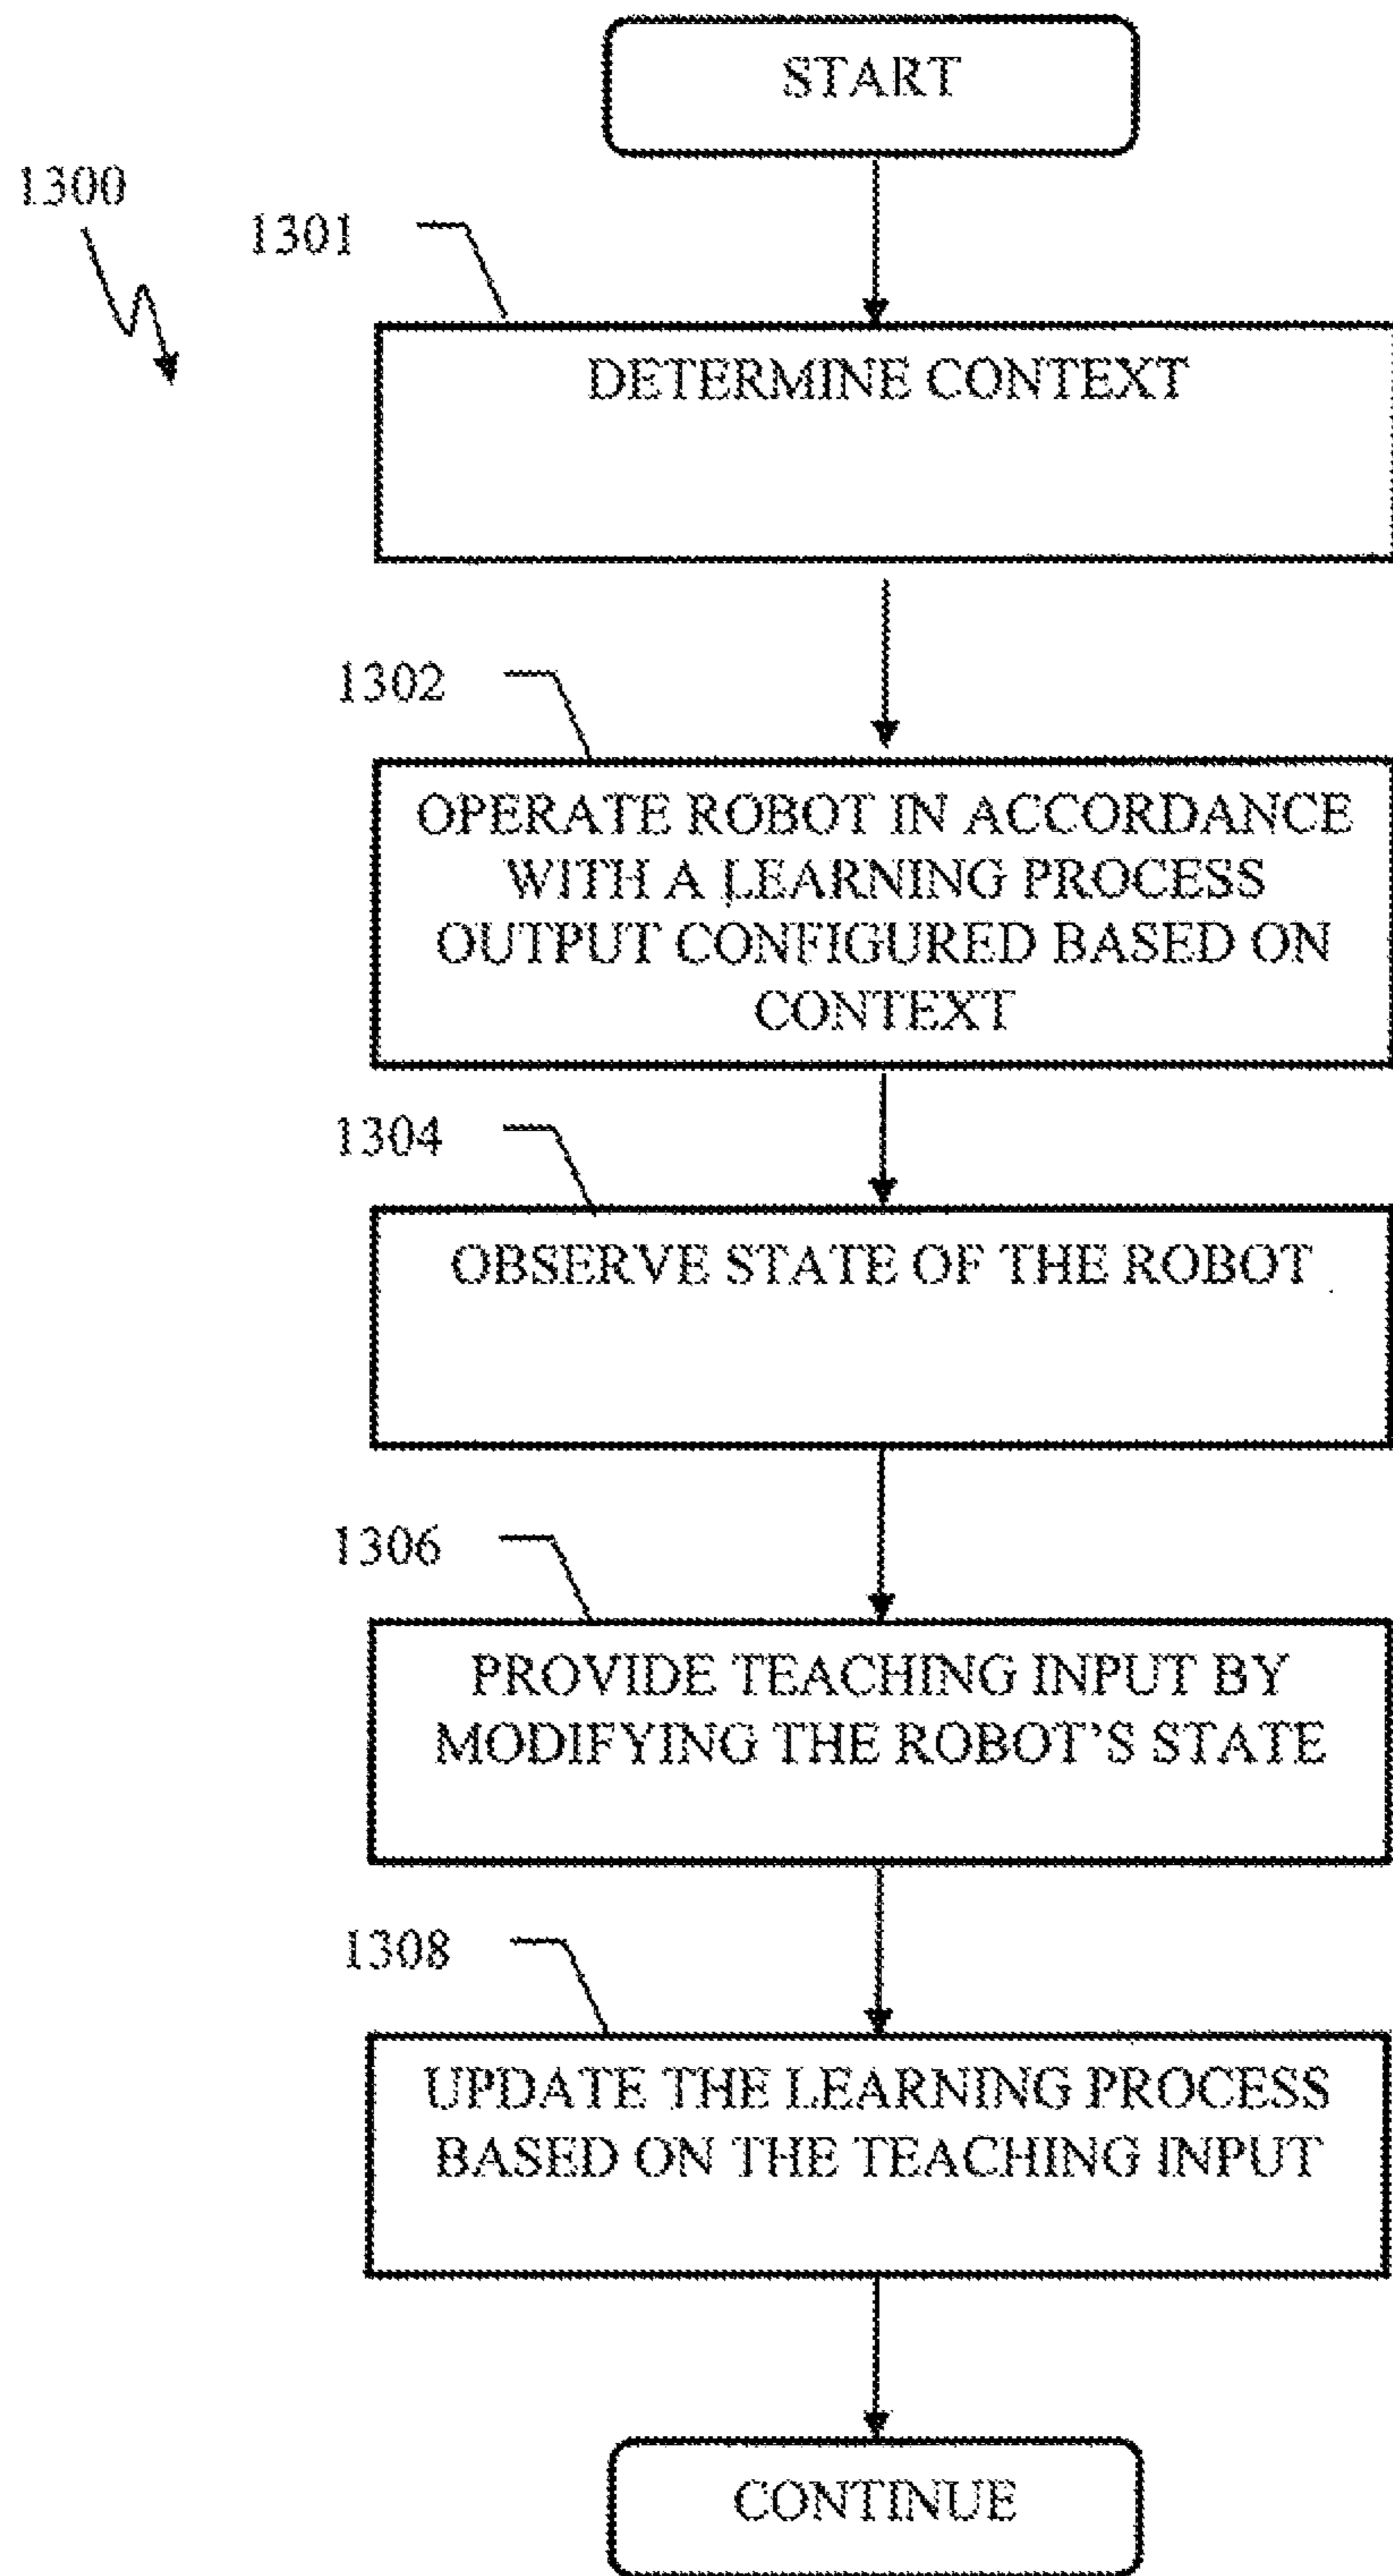 START
1300
1301
DETERMINE CONTEXT
1302
OPERATE ROBOT IN ACCORDANCE
WITH A LEARNING PROCESS
OUTPUT CONFIGURED BASED ON
CONTEXT
1304
OBSERVE STATE OF THE ROBOT
1306
PROVIDE TEACHING INPUT BY
MODIFYING THE ROBOT'S STATE
1308
UPDATE THE LEARNING PROCESS
BASED ON THE TEACHING INPUT
CONTINUE